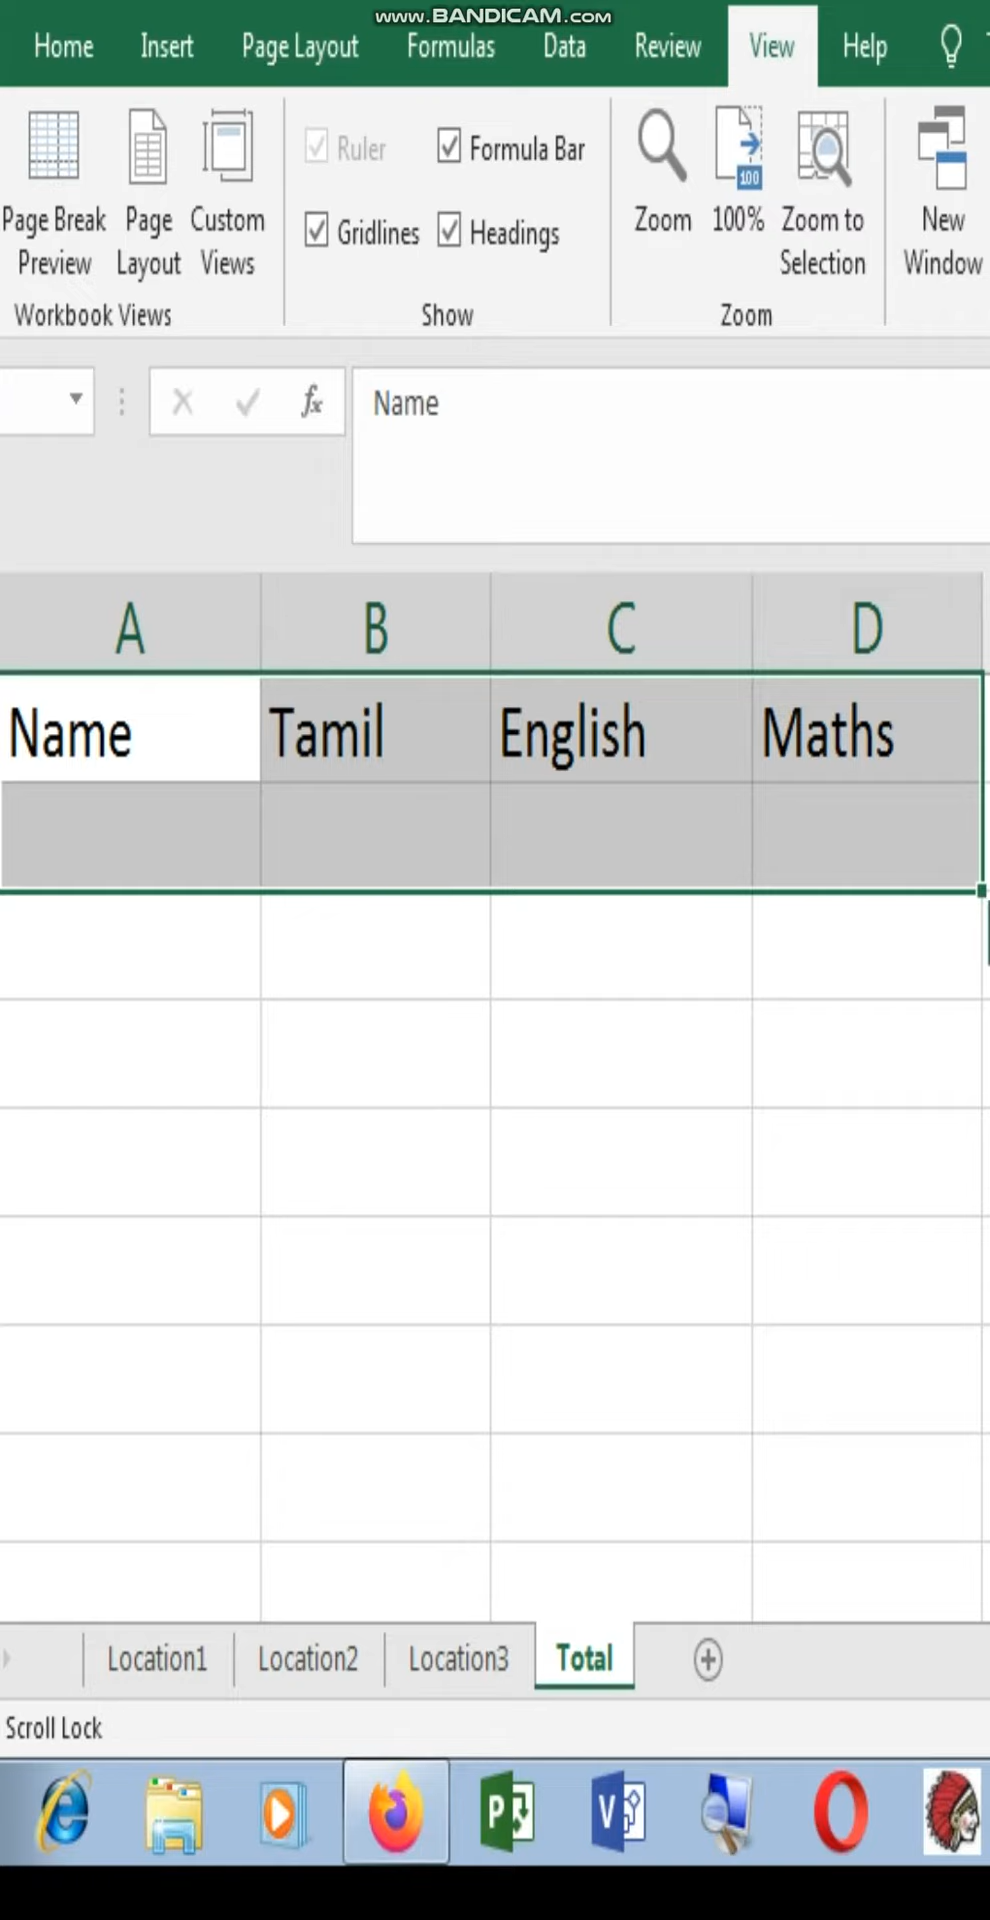 www.BANDICAM.com
Home Insert Page Layout Formulas Data Review View Help
Ruler Formula Bar
Gridlines Headings
Page Break Preview
Page Layout
Custom Views
Zoom
100
100%
Zoom to Selection
New Window
Workbook Views Show Zoom
fx Name
A B C D
Name Tamil English Maths
Location1 Location2 Location3 Total
Scroll Lock
P V